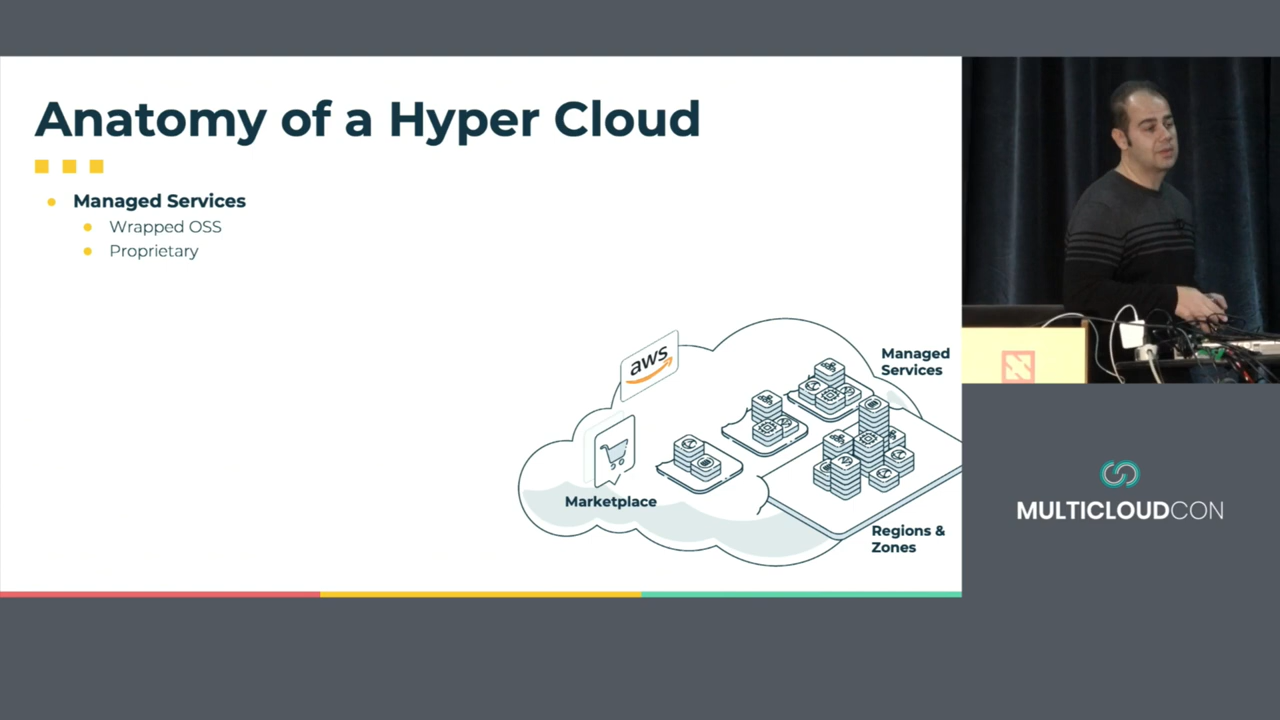 Anatomy of a Hyper Cloud
Managed Services
Wrapped OSS
Proprietary
aws
Managed
Services
Marketplace
Regions &
Zones
MULTICLOUDCON